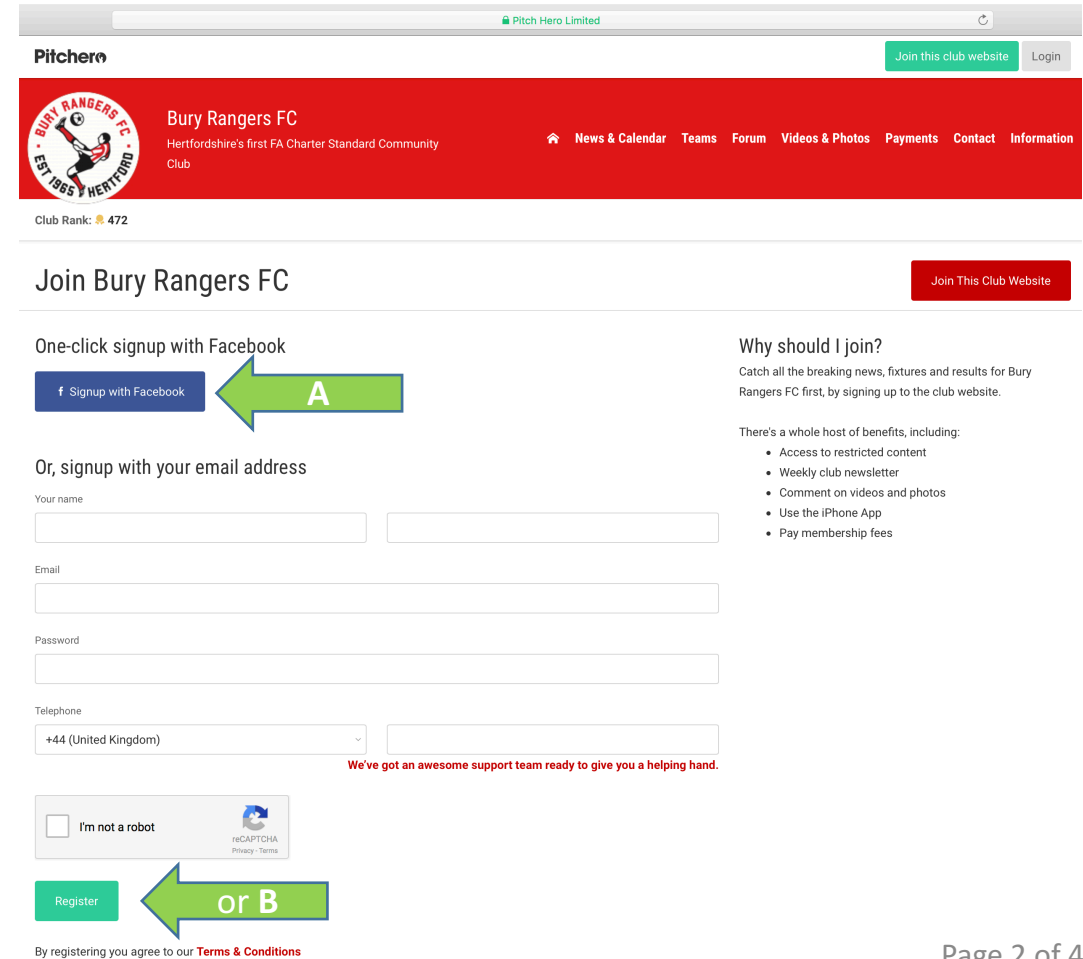 Pitch Hero Limited
Pitchero
Join this club website
Login
BURY RANGERS FC
EST 1965 HERTFORD
Bury Rangers FC
Hertfordshire's first FA Charter Standard Community
Club
News & Calendar Teams Forum Videos & Photos Payments Contact Information
Club Rank: 472
Join Bury Rangers FC
Join This Club Website
One-click signup with Facebook
f Signup with Facebook
A
Or, signup with your email address
Your name
Email
Password
Telephone
+44 (United Kingdom)
We've got an awesome support team ready to give you a helping hand.
I'm not a robot
reCAPTCHA
Privacy - Terms
Register
or B
By registering you agree to our Terms & Conditions
Why should I join?
Catch all the breaking news, fixtures and results for Bury
Rangers FC first, by signing up to the club website.
There's a whole host of benefits, including:
• Access to restricted content
• Weekly club newsletter
• Comment on videos and photos
• Use the iPhone App
• Pay membership fees
Page 2 of 4